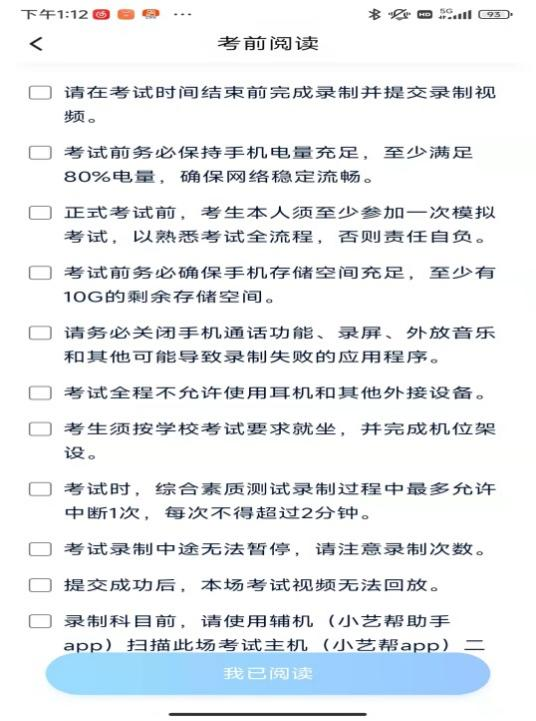 下午1:12
HD
5G
93
考前阅读
请在考试时间结束前完成录制并提交录制视
频。
考试前务必保持手机电量充足，至少满足
80%电量，确保网络稳定流畅。
正式考试前，考生本人须至少参加一次模拟
考试，以熟悉考试全流程，否则责任自负。
考试前务必确保手机存储空间充足，至少有
10G的剩余存储空间。
请务必关闭手机通话功能、录屏、外放音乐
和其他可能导致录制失败的应用程序。
考试全程不允许使用耳机和其他外接设备。
考生须按学校考试要求就坐，并完成机位架
设。
考试时，综合素质测试录制过程中最多允许
中断1次，每次不得超过2分钟。
考试录制中途无法暂停，请注意录制次数。
提交成功后，本场考试视频无法回放。
录制科目前，请使用辅机（小艺帮助手
app）扫描此场考试主机（小艺帮app）二
我已阅读